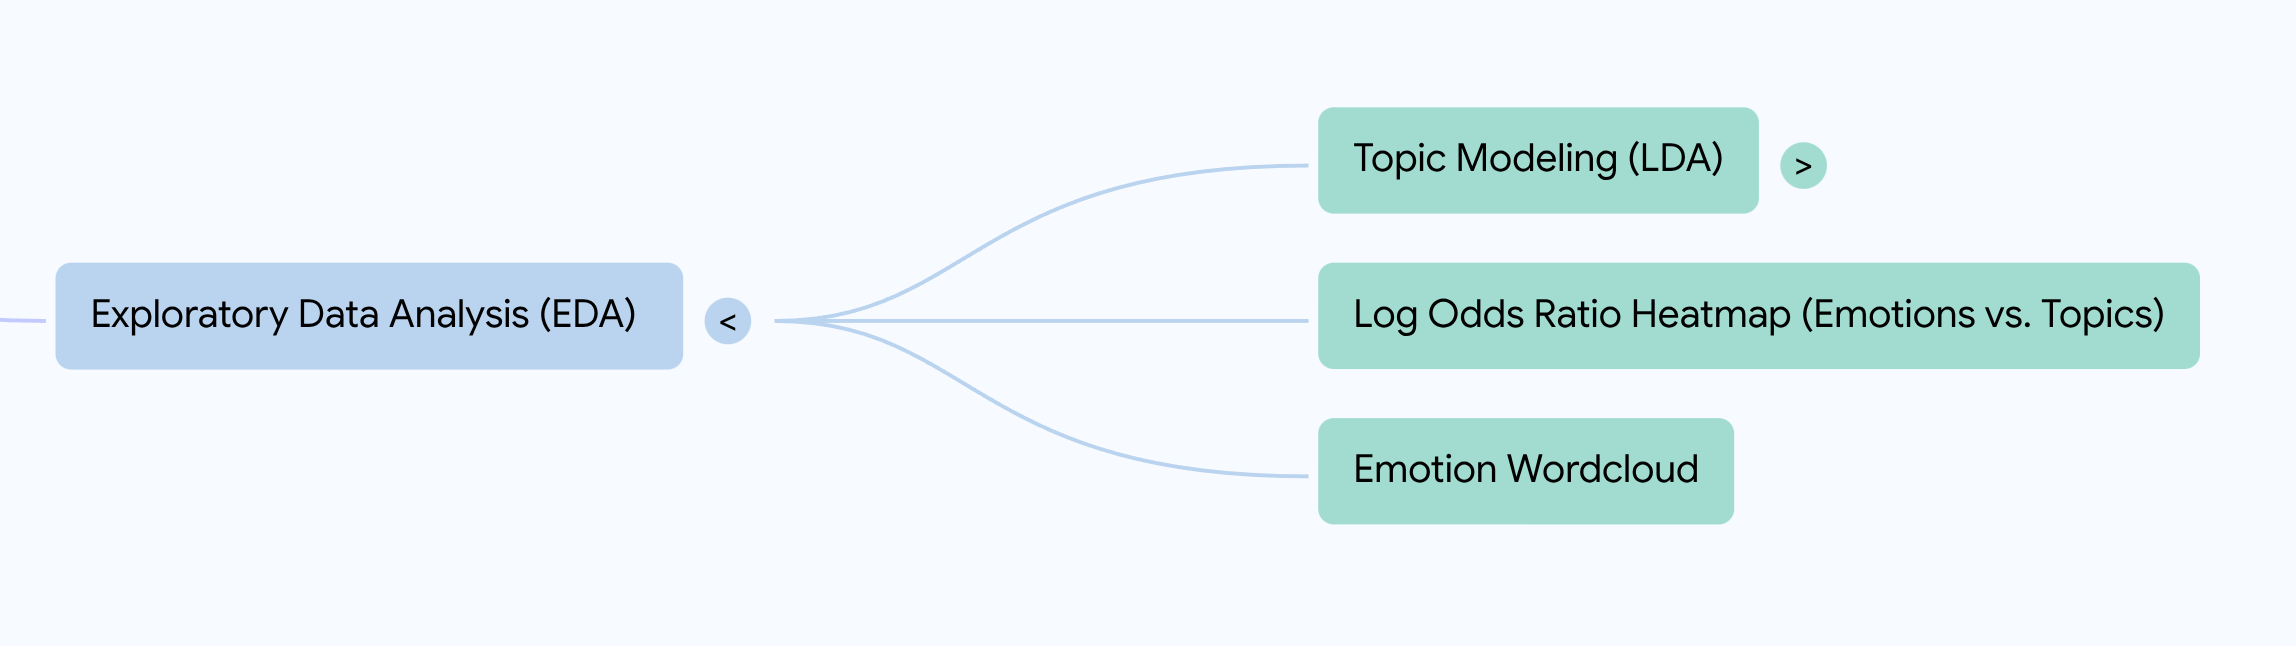 Topic Modeling (LDA) >
Exploratory Data Analysis (EDA) <
Log Odds Ratio Heatmap (Emotions vs. Topics)
Emotion Wordcloud